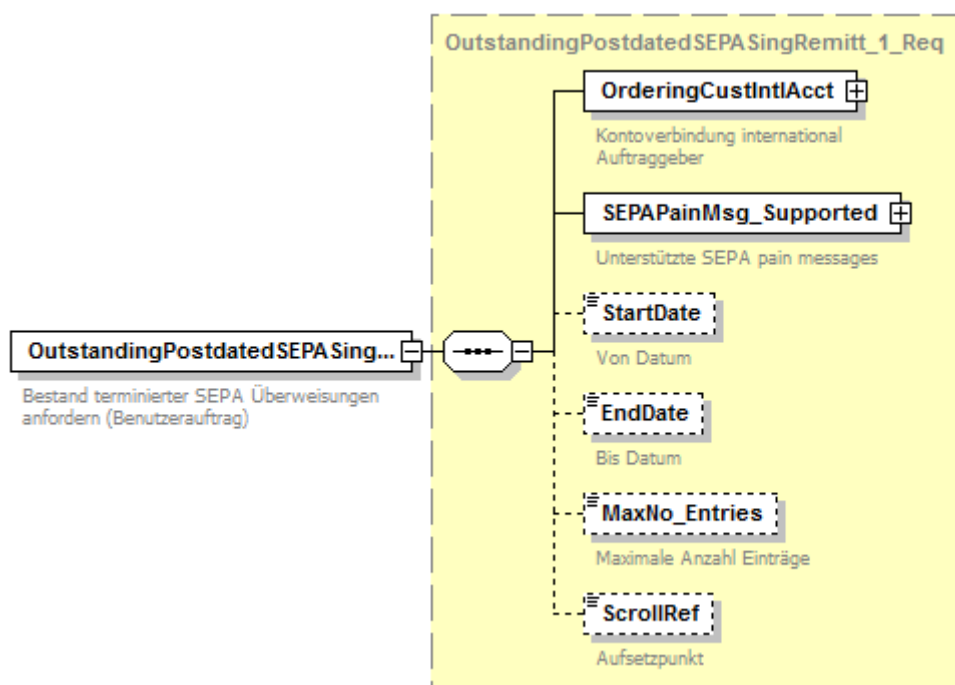 OutstandingPostdatedSEPASingRemitt_1_Req
OrderingCustIntlAcct
Kontoverbindung international
Auftraggeber
SEPAPainMsg_Supported
Unterstützte SEPA pain messages
StartDate
Von Datum
OutstandingPostdatedSEPASing...
Bestand terminierter SEPA Überweisungen
anfordern (Benutzerauftrag)
EndDate
Bis Datum
MaxNo_Entries
Maximale Anzahl Einträge
ScrollRef
Aufsetzpunkt